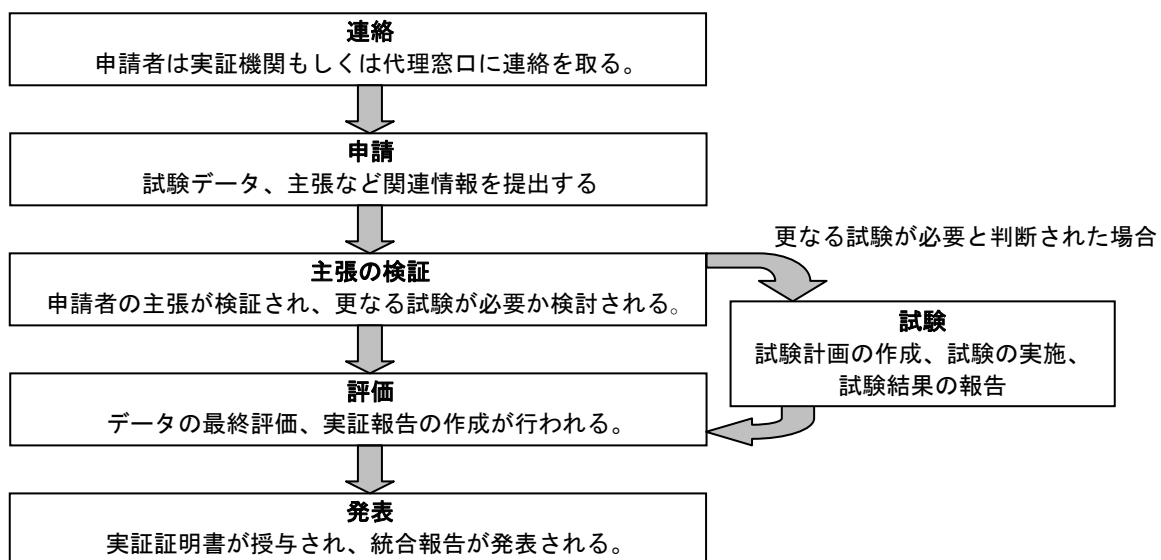 連絡
申請者は実証機関もしくは代理窓口に連絡を取る。
申請
試験データ、主張など関連情報を提出する
更なる試験が必要と判断された場合
主張の検証
申請者の主張が検証され、更なる試験が必要か検討される。
試験
試験計画の作成、試験の実施、
試験結果の報告
評価
データの最終評価、実証報告の作成が行われる。
発表
実証証明書が授与され、統合報告が発表される。